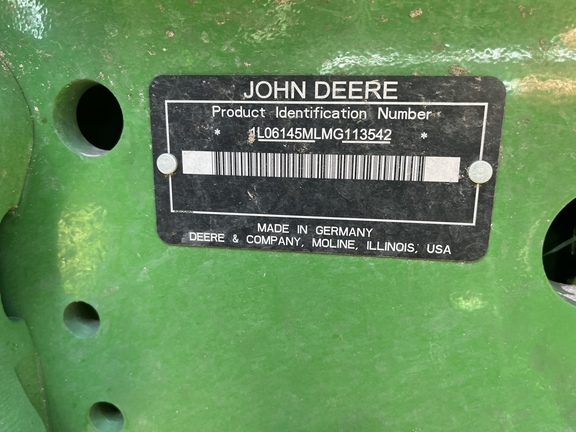 JOHN DEERE
Product Identification Number
* 1L06145MLMG113542 *
MADE IN GERMANY
DEERE & COMPANY, MOLINE, ILLINOIS, USA